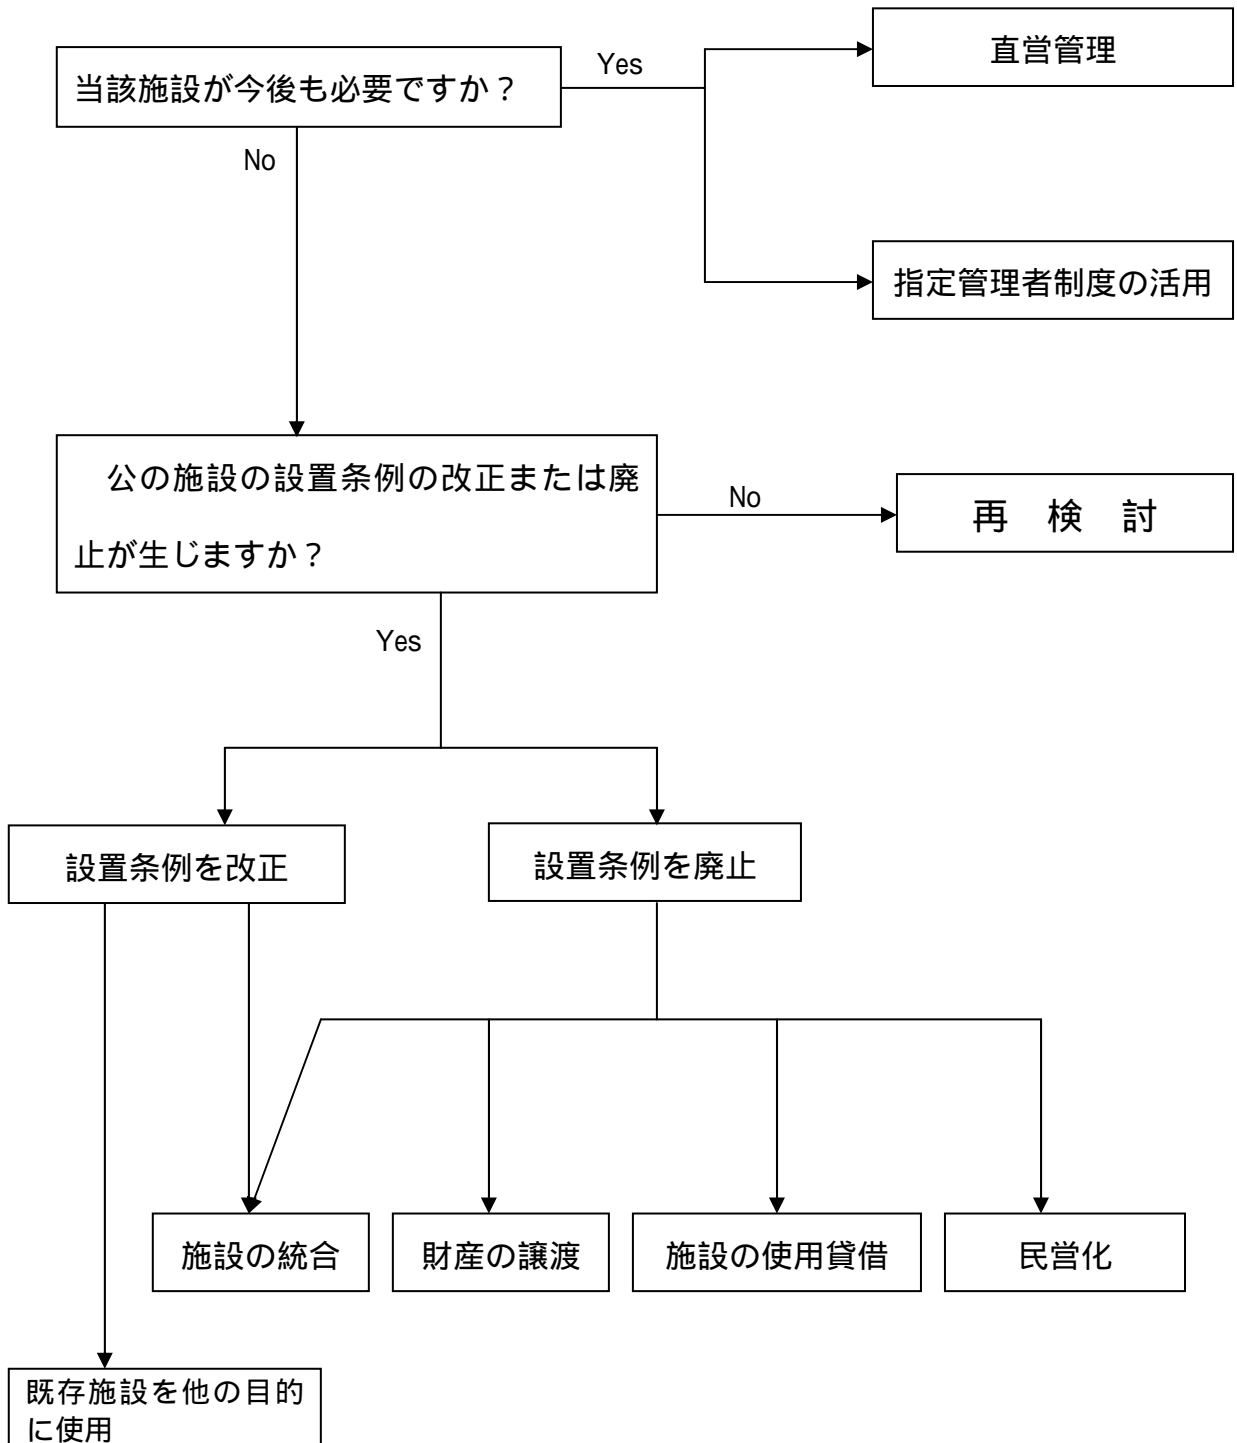 直営管理
Yes
当該施設が今後も必要ですか？
No
指定管理者制度の活用
公の施設の設置条例の改正または廃
止が生じますか？
No
再　検　討
Yes
設置条例を改正
設置条例を廃止
施設の統合
財産の譲渡
施設の使用貸借
民営化
既存施設を他の目的
に使用